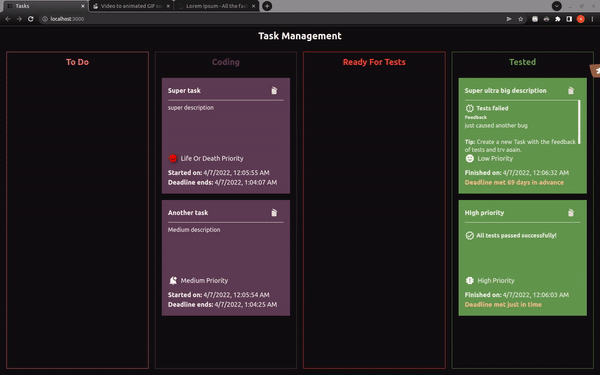 Tasks
Video to animated GIF
Lorem Ipsum - All the fac
localhost:3000
Task Management
To Do
Coding
Super task
super description
Life Or Death Priority
Started on: 4/7/2022, 12:05:55 AM
Deadline ends: 4/7/2022, 1:04:07 AM
Another task
Medium description
Medium Priority
Started on: 4/7/2022, 12:05:54 AM
Deadline ends: 4/7/2022, 1:04:25 AM
Ready For Tests
Tested
Super ultra big description
Tests failed
Feedback
just caused another bug
Tip: Create a new Task with the feedback
of tests and try again.
Low Priority
Finished on: 4/7/2022, 12:06:32 AM
Deadline met 69 days in advance
High priority
All tests passed successfully!
High Priority
Finished on: 4/7/2022, 12:06:03 AM
Deadline met just in time